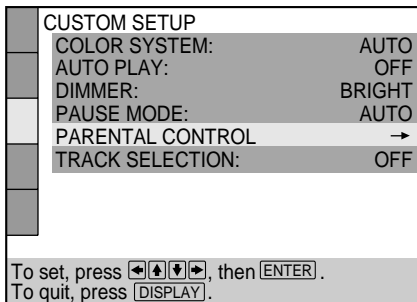 CUSTOM SETUP
COLOR SYSTEM: AUTO
AUTO PLAY: OFF
DIMMER: BRIGHT
PAUSE MODE: AUTO
PARENTAL CONTROL →
TRACK SELECTION: OFF
To set, press ←↑↓→, then ENTER.
To quit, press DISPLAY.